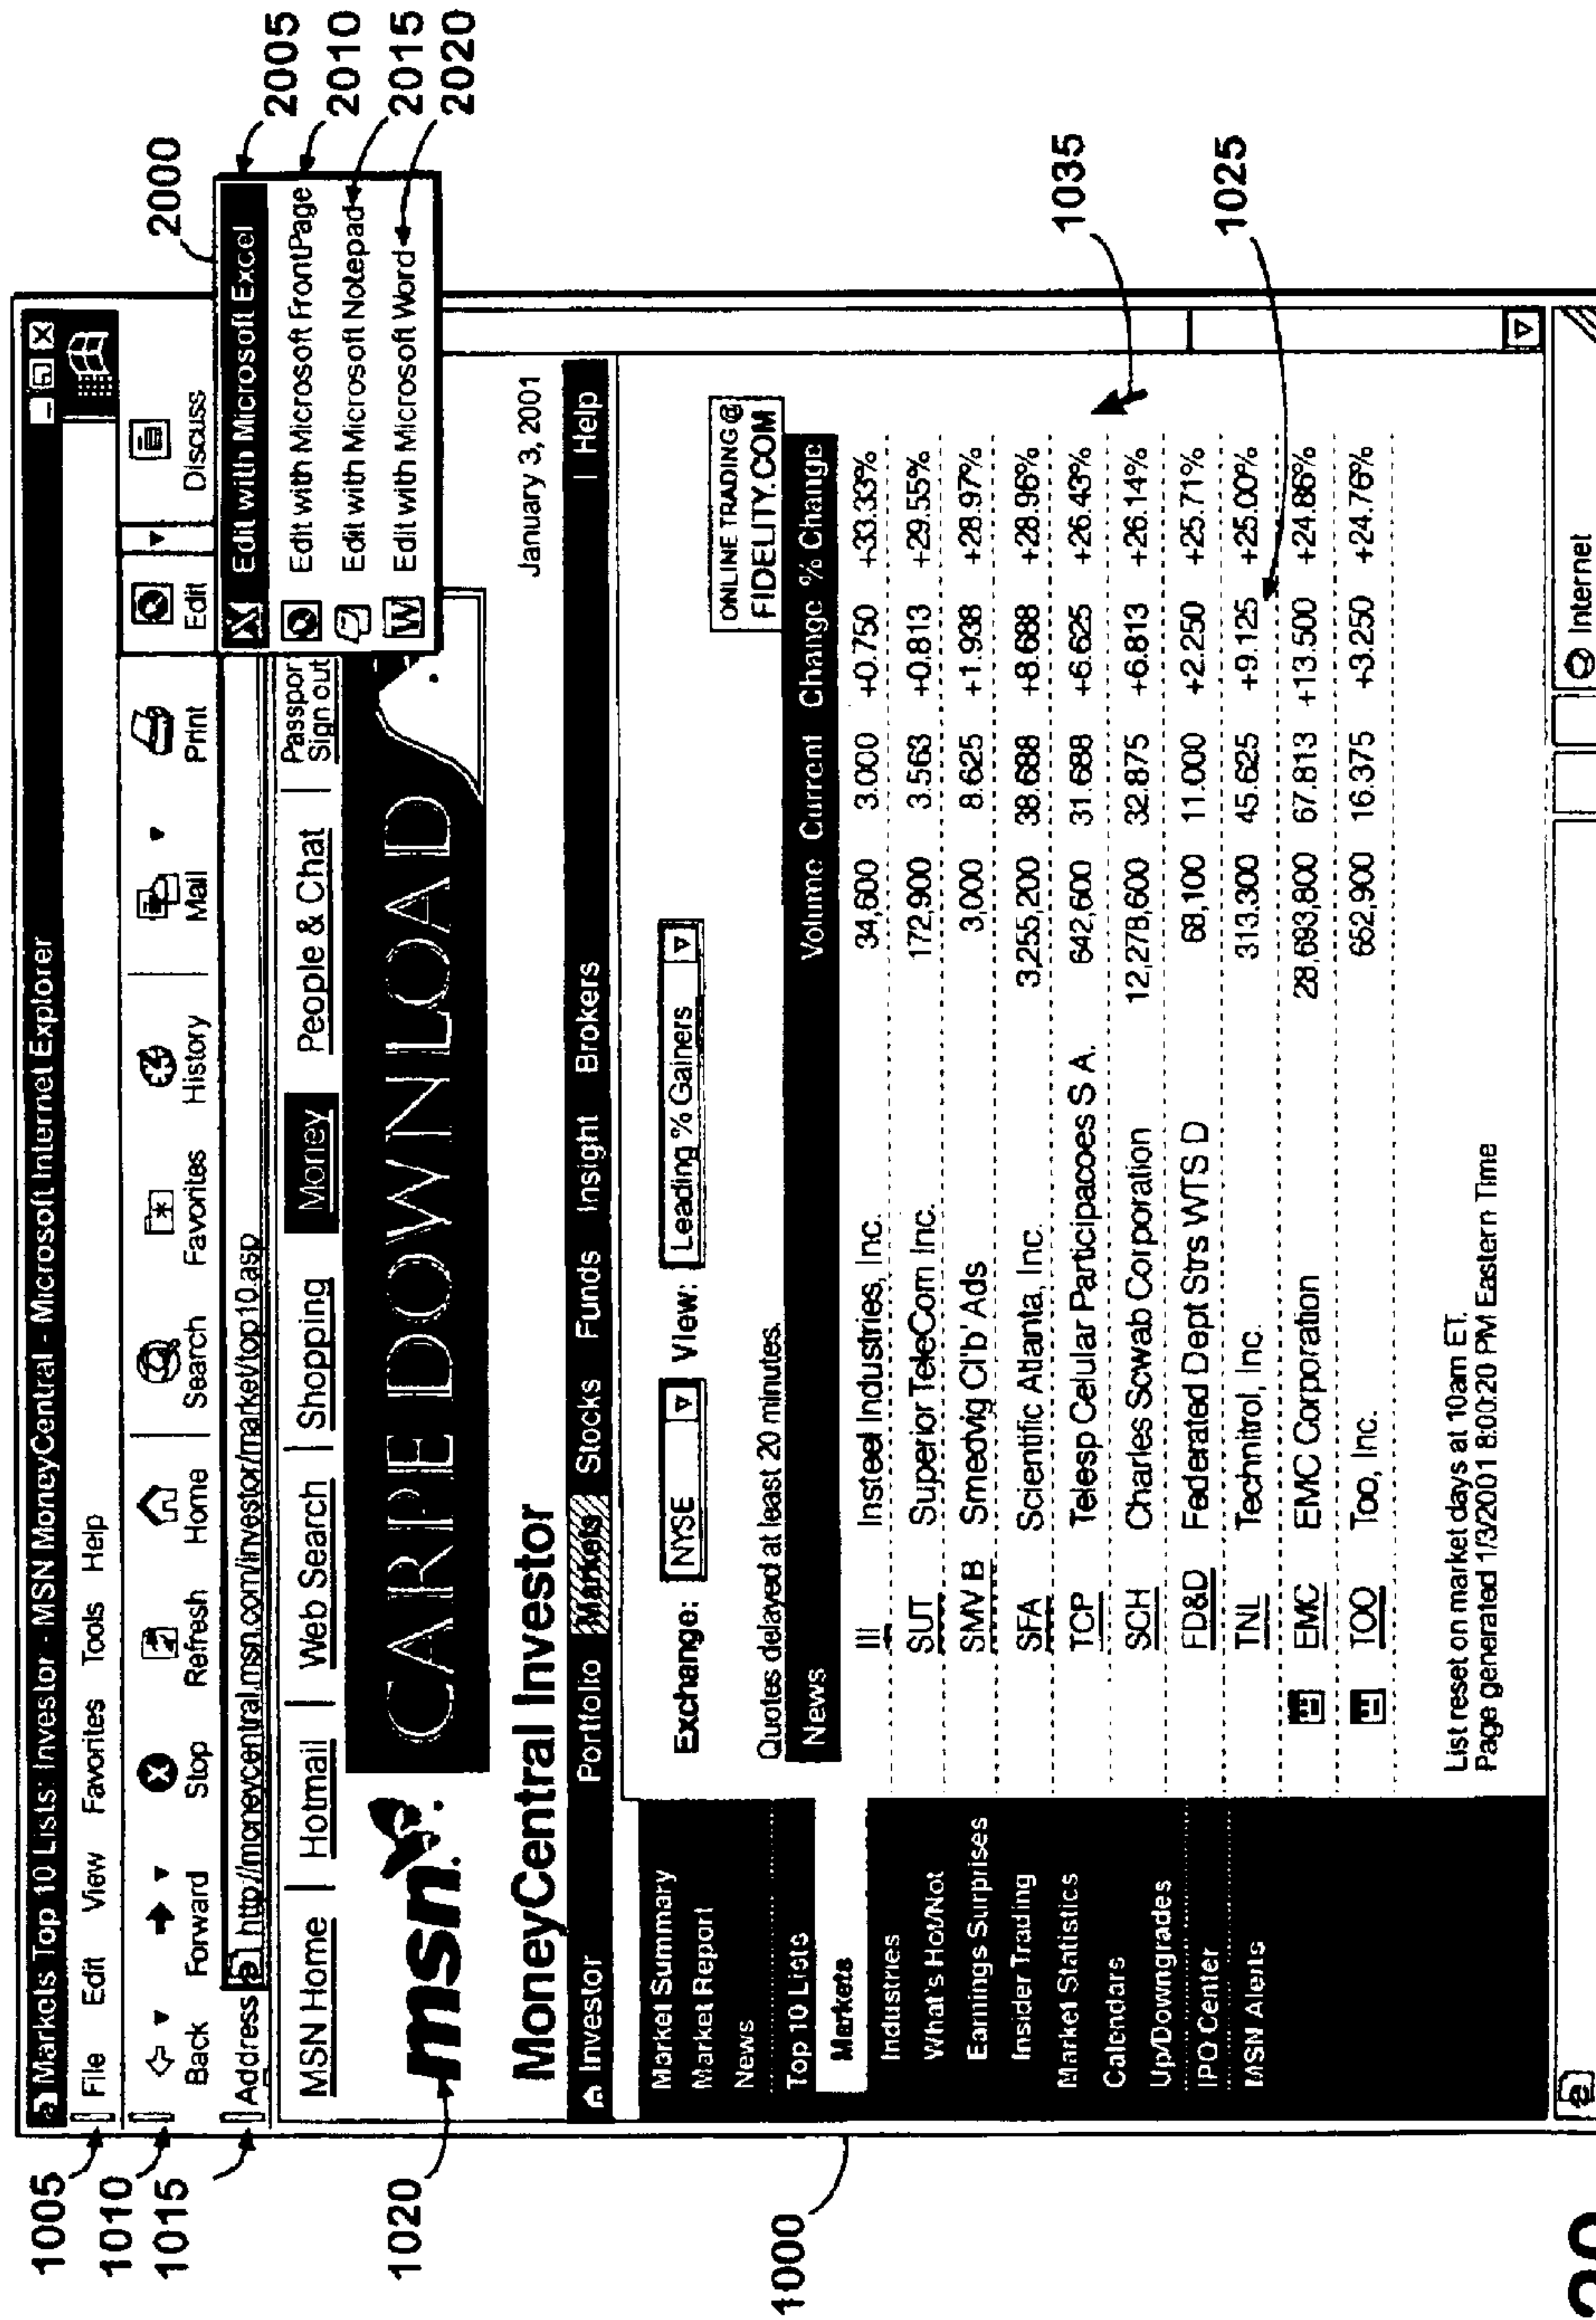 Markets Top 10 Lists: Investor - MSN MoneyCentral - Microsoft Internet Explorer
1005
File Edit View Favorites Tools Help
1010
Back Forward Stop Refresh Home Search Favorites History Mail Print Edit Discuss
1015
Address http://moneycentral.msn.com/investor/market/top10.asp
2000
Edit with Microsoft Excel 2005
Edit with Microsoft FrontPage 2010
Edit with Microsoft Notepad 2015
Edit with Microsoft Word 2020
MSN Home | Hotmail | Web Search | Shopping Money People & Chat | Passpor
Sign out
1020
msn. CARPE DOWNLOAD
MoneyCentral Investor January 3, 2001
Investor Portfolio Markets Stocks Funds Insight Brokers | Help
Market Summary
Market Report
News
Top 10 Lists
Markets
Industries
What's Hot/Not
Earnings Surprises
Insider Trading
Market Statistics
Calendars
Up/Downgrades
IPO Center
MSN Alerts
1000
Exchange: NYSE View: Leading % Gainers
ONLINE TRADING @
FIDELITY.COM
Quotes delayed at least 20 minutes.
News Volume Current Change % Change
III Insteel Industries, Inc. 34,600 3.000 +0.750 +33.33%
SUT Superior TeleCom Inc. 172,900 3.563 +0.813 +29.55%
SMV B Smedvig Cl'b' Ads 3,000 8.625 +1.938 +28.97%
SFA Scientific Atlanta, Inc. 3,255,200 38.688 +8.688 +28.96%
TCP Telesp Celular Participacoes S A. 642,600 31.688 +6.625 +26.43%
SCH Charles Scwab Corporation 12,278,600 32.875 +6.813 +26.14%
FD&D Federated Dept Strs WTS D 68,100 11.000 +2.250 +25.71%
TNL Technitrol, Inc. 313,300 45.625 +9.125 +25.00%
EMC EMC Corporation 28,693,800 67.813 +13.500 +24.86%
TOO Too, Inc. 652,900 16.375 +3.250 +24.76%
1035
1025
List reset on market days at 10am ET.
Page generated 1/3/2001 8:00:20 PM Eastern Time
Internet